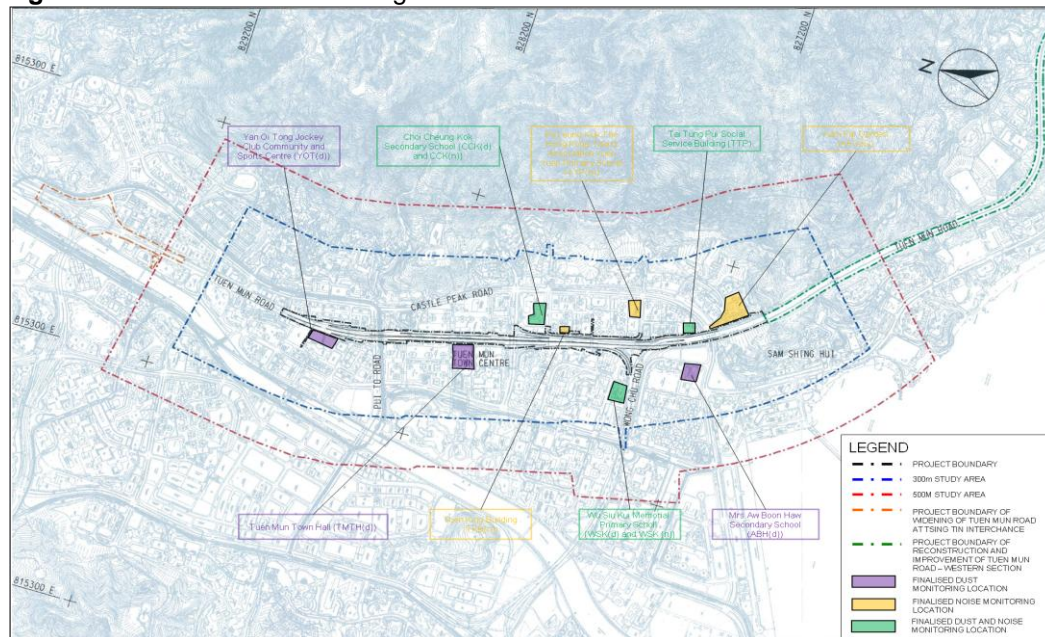 829200 N
828200 N
827200 N
815300 E
N
Yan Oi Tong Jockey
Club Community and
Sports Centre (YOT(d))
Choi Cheung Kok
Secondary School (CCK(d)
and CCK(n))
Tai Tung Pui Social
Service Building (TTP)
TUEN MUN ROAD
TUEN MUN ROAD
CASTLE PEAK ROAD
815300 E
TUEN MUN
TOWN CENTRE
PUI TO ROAD
WONG CHU ROAD
SAM SHING HUI
Tuen Mun Town Hall (TMTH(d))
Wu Siu Kui Memorial
Primary School
(WSK(d) and WSK(n))
Mrs Aw Boon Haw
Secondary School
(ABH(d))
815300 E
LEGEND
PROJECT BOUNDARY
300m STUDY AREA
500M STUDY AREA
PROJECT BOUNDARY OF
WIDENING OF TUEN MUN ROAD
AT TSING TIN INTERCHANGE
PROJECT BOUNDARY OF
RECONSTRUCTION AND
IMPROVEMENT OF TUEN MUN
ROAD – WESTERN SECTION
FINALISED DUST
MONITORING LOCATION
FINALISED NOISE MONITORING
LOCATION
FINALISED DUST AND NOISE
MONITORING LOCATION